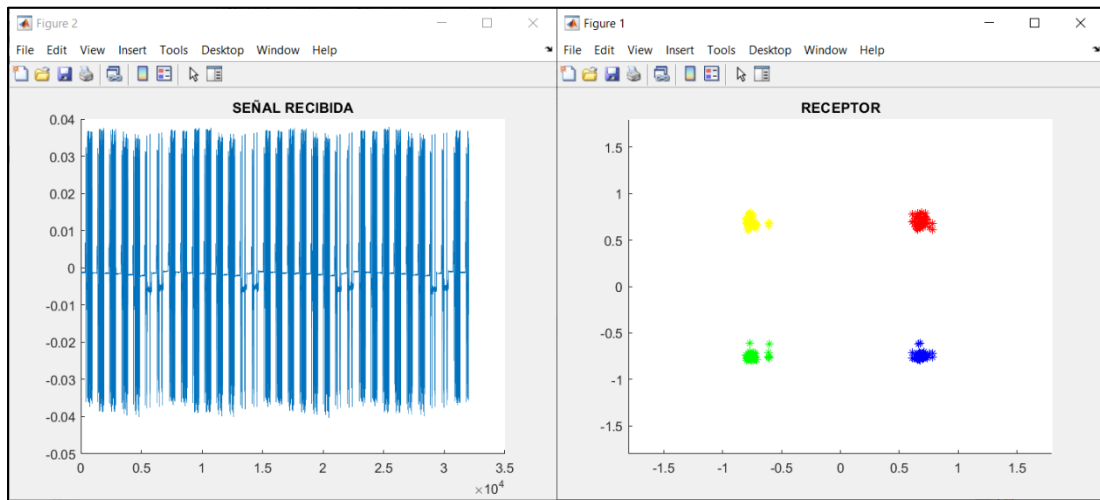 Figure 2
File Edit View Insert Tools Desktop Window Help
SEÑAL RECIBIDA
0.04
0.03
0.02
0.01
0
-0.01
-0.02
-0.03
-0.04
-0.05
0 0.5 1 1.5 2 2.5 3 3.5
×10⁴
Figure 1
File Edit View Insert Tools Desktop Window Help
RECEPTOR
1.5
1
0.5
0
-0.5
-1
-1.5
-1.5 -1 -0.5 0 0.5 1 1.5